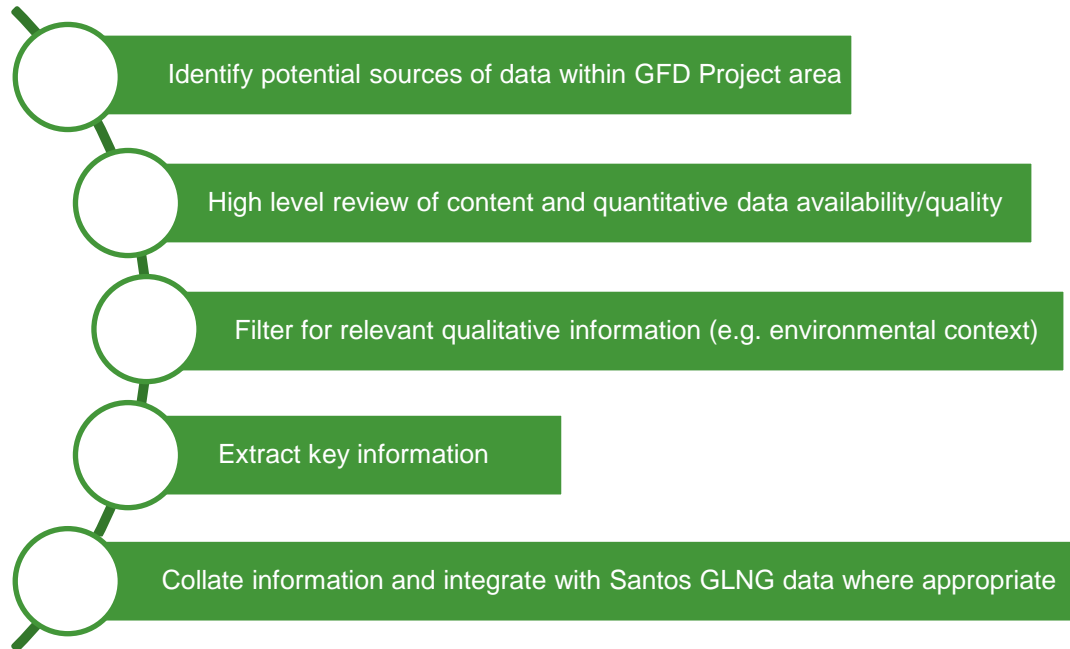 Identify potential sources of data within GFD Project area
High level review of content and quantitative data availability/quality
Filter for relevant qualitative information (e.g. environmental context)
Extract key information
Collate information and integrate with Santos GLNG data where appropriate